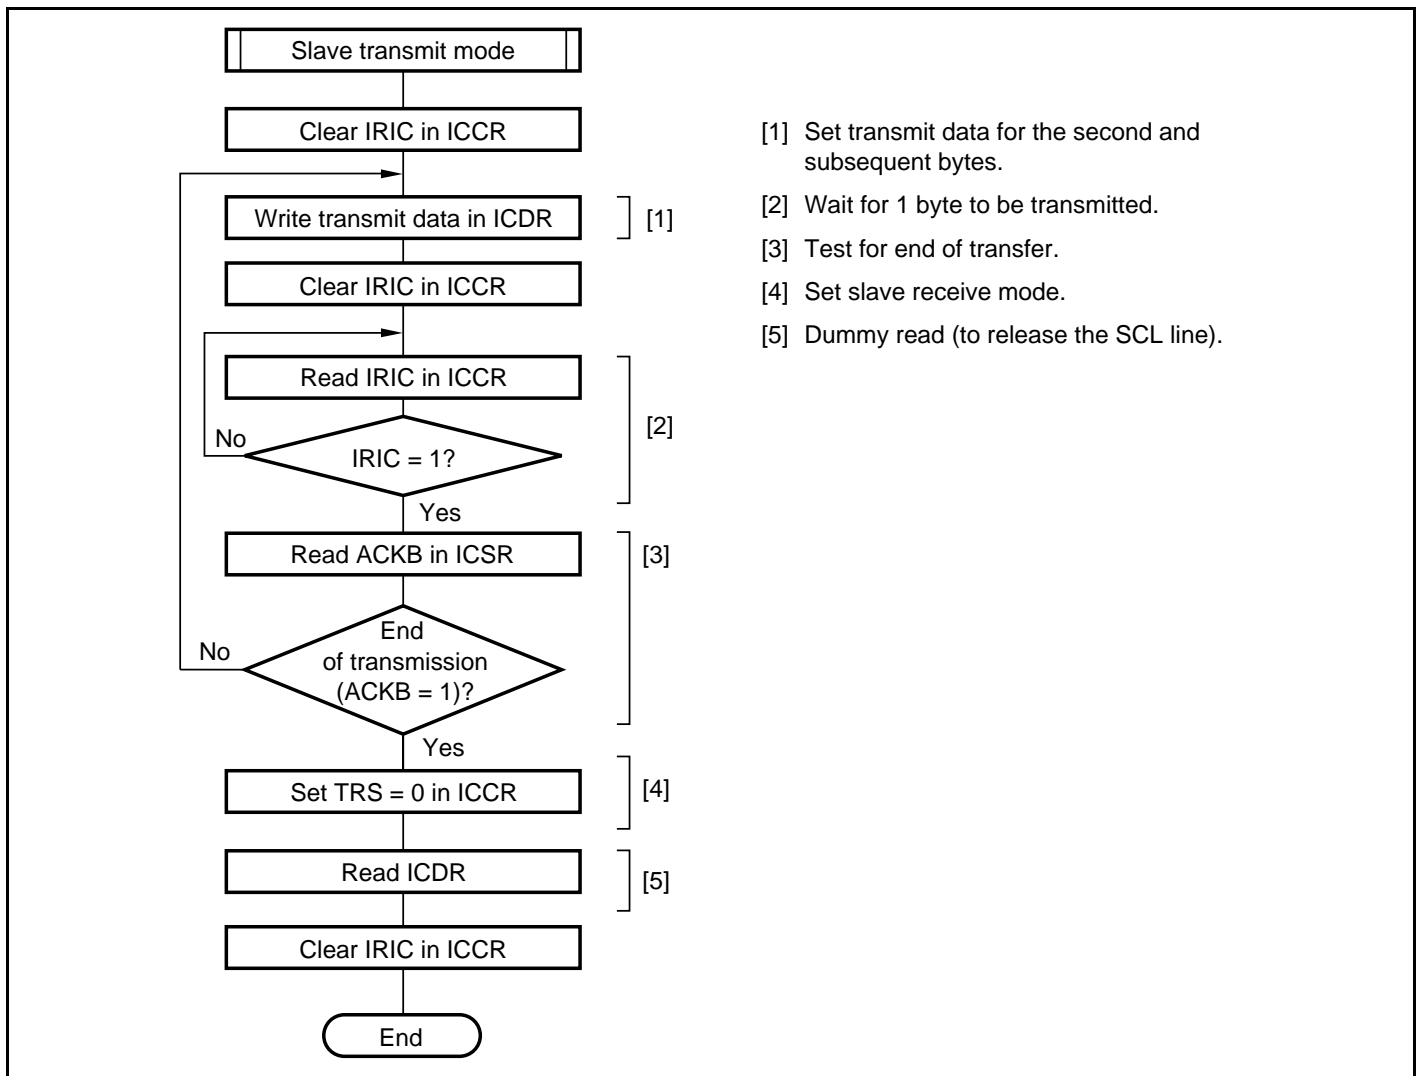 Slave transmit mode
Clear IRIC in ICCR
Write transmit data in ICDR
[1]
Clear IRIC in ICCR
Read IRIC in ICCR
[2]
No
IRIC = 1?
Yes
Read ACKB in ICSR
[3]
No
End
of transmission
(ACKB = 1)?
Yes
Set TRS = 0 in ICCR
[4]
Read ICDR
[5]
Clear IRIC in ICCR
End
[1] Set transmit data for the second and
subsequent bytes.
[2] Wait for 1 byte to be transmitted.
[3] Test for end of transfer.
[4] Set slave receive mode.
[5] Dummy read (to release the SCL line).